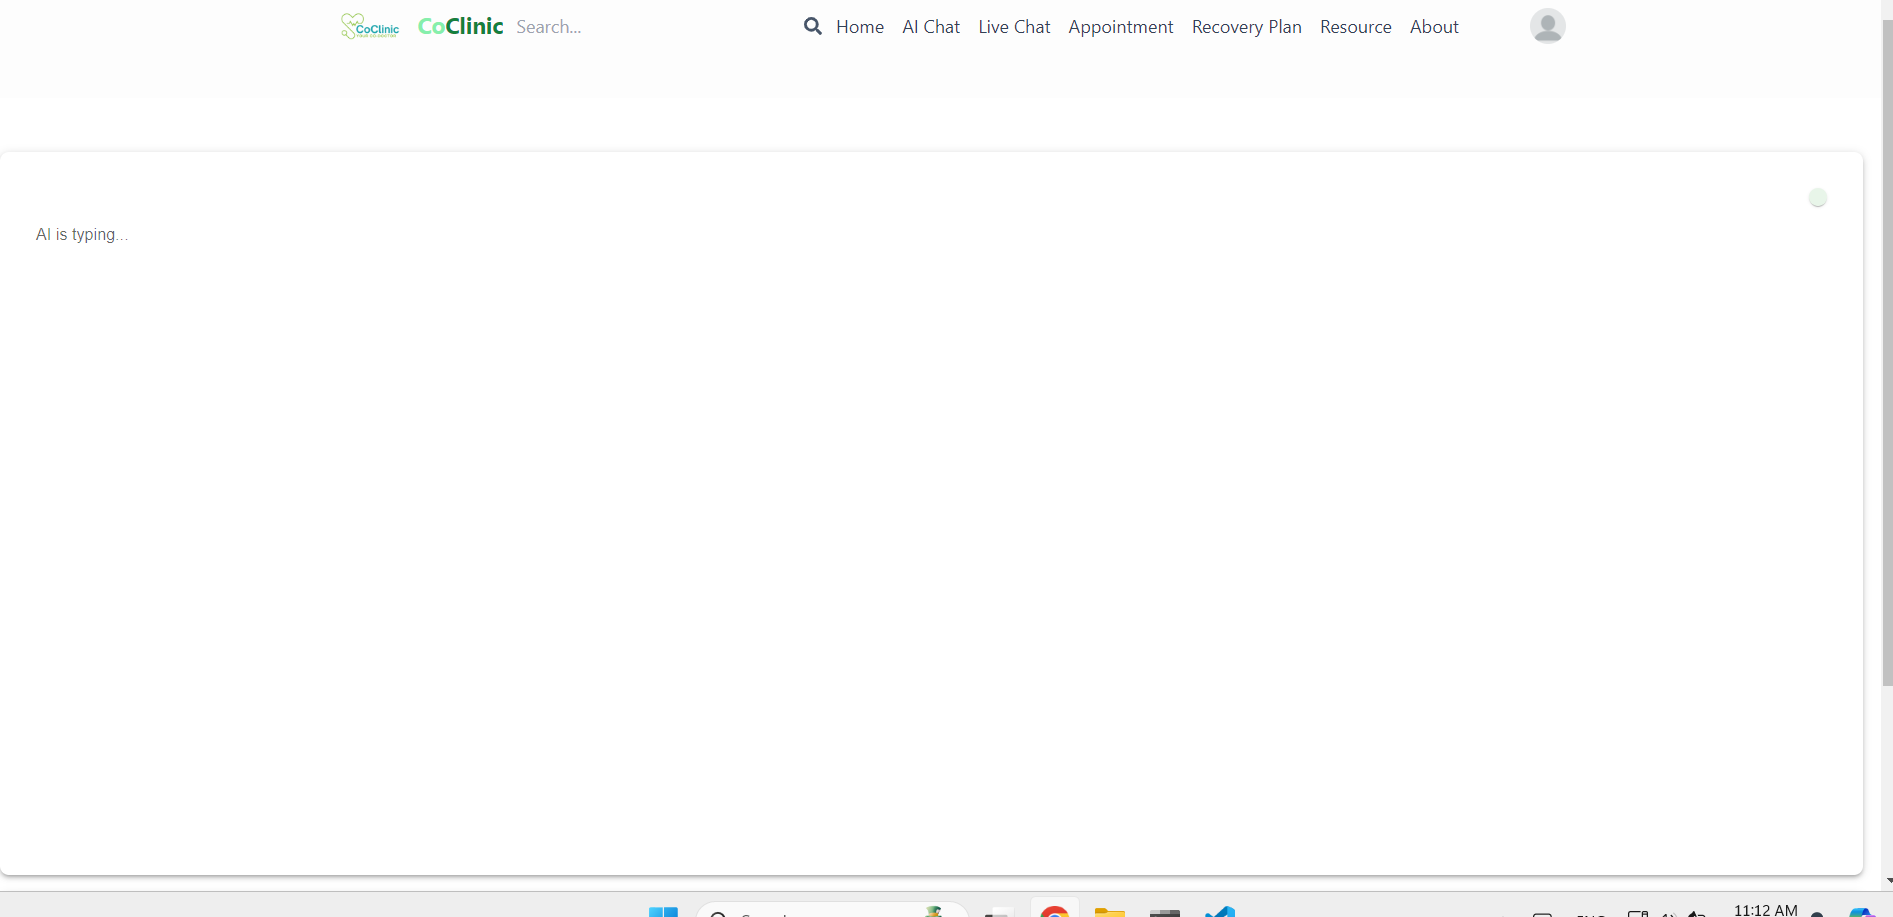 CoClinic
CoClinic Search... Home AI Chat Live Chat Appointment Recovery Plan Resource About
AI is typing...
11:12 AM